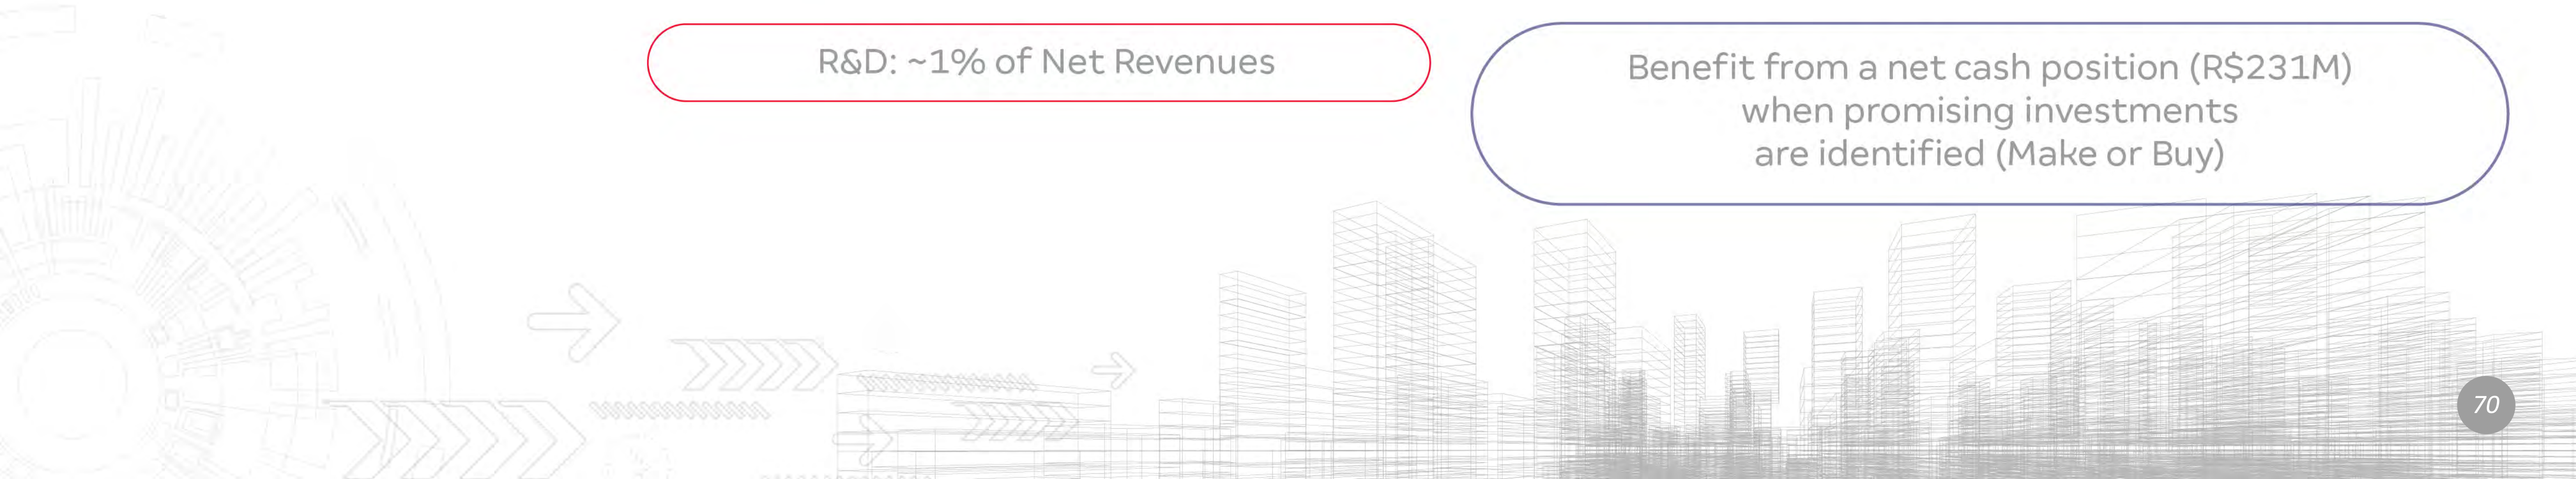 R&D: ~1% of Net Revenues
Benefit from a net cash position (R$231M)
when promising investments
are identified (Make or Buy)
70